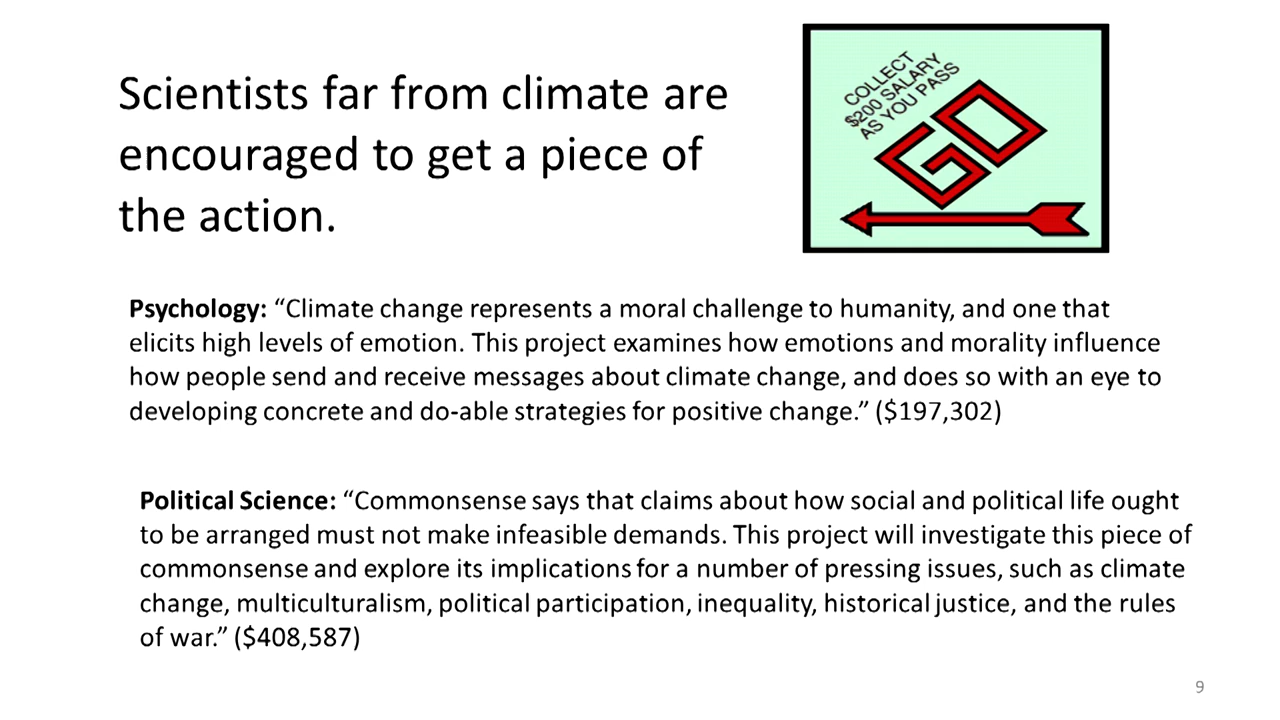 Scientists far from climate are
encouraged to get a piece of
the action.
COLLECT
$200 SALARY
AS YOU PASS
GO
Psychology: “Climate change represents a moral challenge to humanity, and one that
elicits high levels of emotion. This project examines how emotions and morality influence
how people send and receive messages about climate change, and does so with an eye to
developing concrete and do-able strategies for positive change.” ($197,302)
Political Science: “Commonsense says that claims about how social and political life ought
to be arranged must not make infeasible demands. This project will investigate this piece of
commonsense and explore its implications for a number of pressing issues, such as climate
change, multiculturalism, political participation, inequality, historical justice, and the rules
of war.” ($408,587)
9